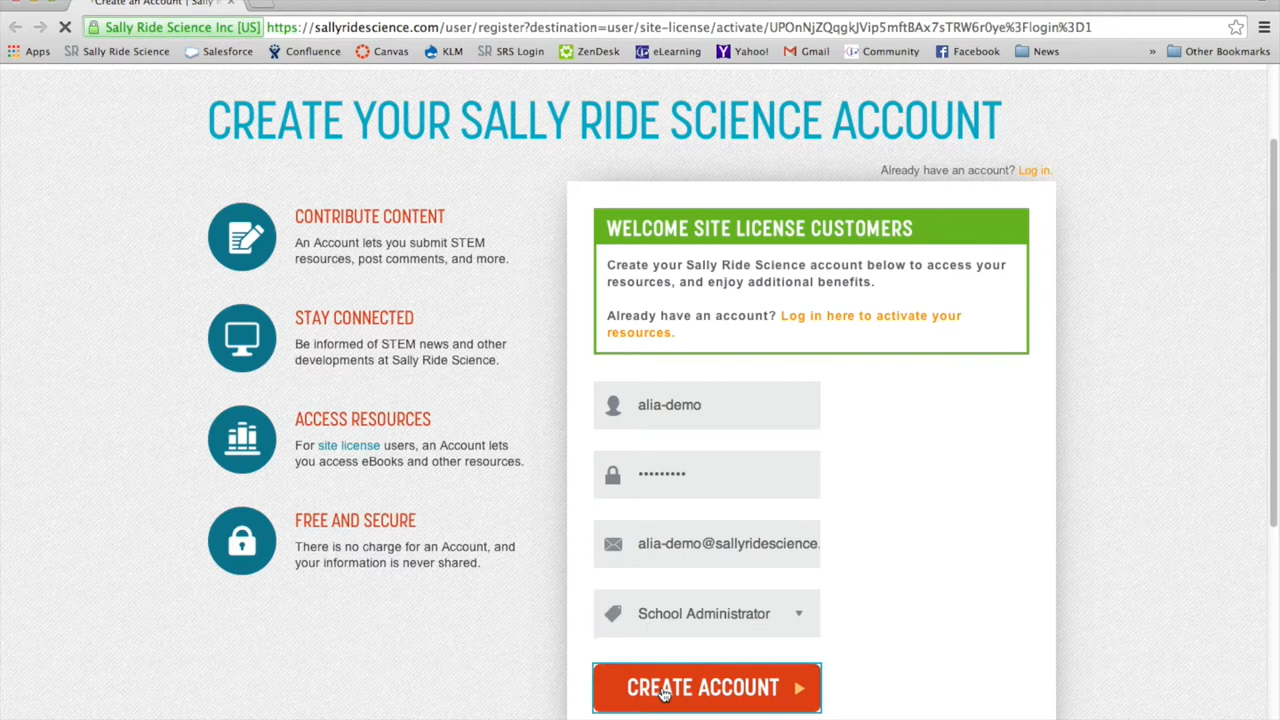 Create an Account | Sally
Sally Ride Science Inc [US] https://sallyridescience.com/user/register?destination=user/site-license/activate/UPOnNjZQqgkJVip5mftBAx7sTRW6r0ye%3Flogin%3D1
Apps SR Sally Ride Science Salesforce Confluence Canvas KLM SR SRS Login ZenDesk eLearning Yahoo! Gmail Community Facebook News » Other Bookmarks
CREATE YOUR SALLY RIDE SCIENCE ACCOUNT
Already have an account? Log in.
CONTRIBUTE CONTENT
An Account lets you submit STEM
resources, post comments, and more.
STAY CONNECTED
Be informed of STEM news and other
developments at Sally Ride Science.
ACCESS RESOURCES
For site license users, an Account lets
you access eBooks and other resources.
FREE AND SECURE
There is no charge for an Account, and
your information is never shared.
WELCOME SITE LICENSE CUSTOMERS
Create your Sally Ride Science account below to access your
resources, and enjoy additional benefits.
Already have an account? Log in here to activate your
resources.
alia-demo
•••••••••
alia-demo@sallyridescience.
School Administrator
CREATE ACCOUNT